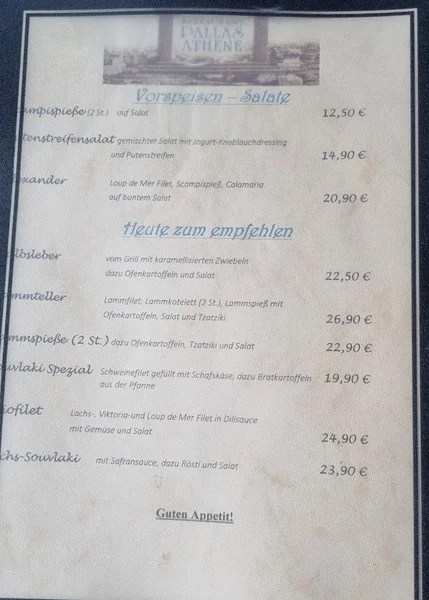 RESTAURANT
PALLAS
ATHENE
Vorspeisen – Salate
ampispieße (2 St.) auf Salat 12,50 €
tenstreifensalat gemischter Salat mit Jogurt-Knoblauchdressing
und Putenstreifen 14,90 €
exander Loup de Mer Filet, Scampispieß, Calamaria
auf buntem Salat 20,90 €
Heute zum empfehlen
lbsleber vom Grill mit karamellisierten Zwiebeln
dazu Ofenkartoffeln und Salat 22,50 €
mmteller Lammfilet, Lammkotelett (2 St.), Lammspieß mit
Ofenkartoffeln, Salat und Tzatziki 26,90 €
mmspieße (2 St.) dazu Ofenkartoffeln, Tzatziki und Salat 22,90 €
uvlaki Spezial Schweinefilet gefüllt mit Schafskäse, dazu Bratkartoffeln 19,90 €
aus der Pfanne
iofilet Lachs-, Viktoria-und Loup de Mer Filet in Dillsauce
mit Gemüse und Salat 24,90 €
chs-Souvlaki mit Safransauce, dazu Rösti und Salat 23,90 €
Guten Appetit!